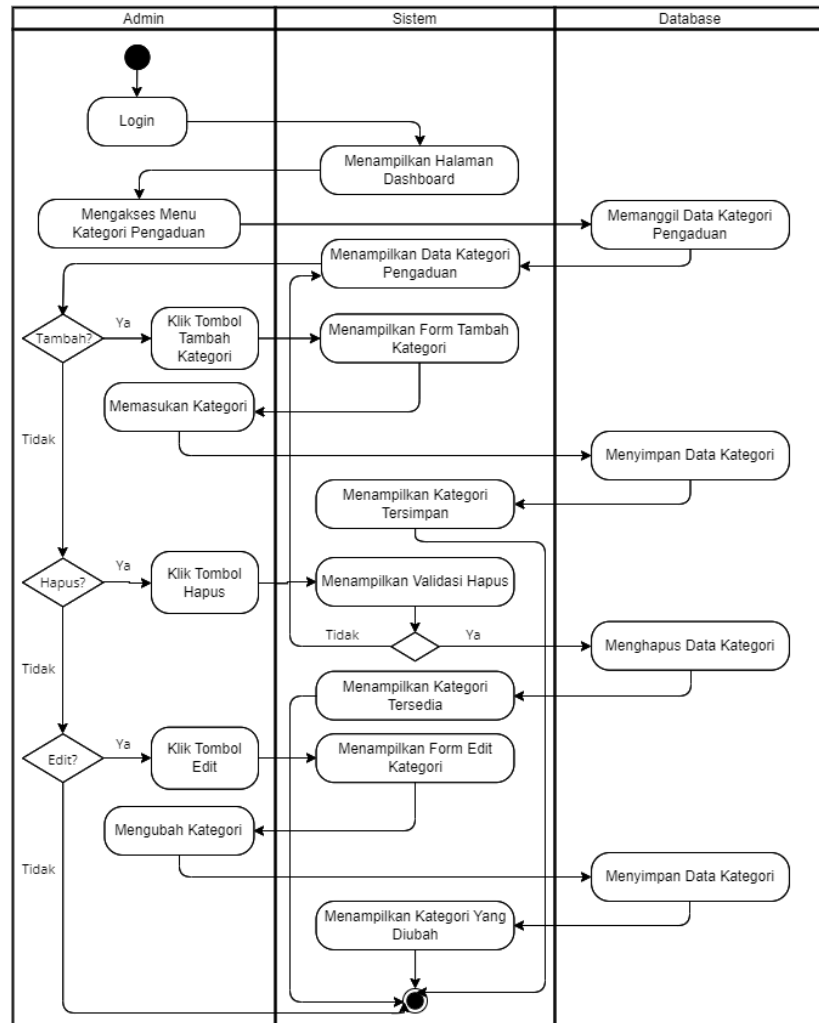 Admin
Sistem
Database
Login
Menampilkan Halaman
Dashboard
Mengakses Menu
Kategori Pengaduan
Memanggil Data Kategori
Pengaduan
Menampilkan Data Kategori
Pengaduan
Tambah?
Ya
Klik Tombol
Tambah
Kategori
Menampilkan Form Tambah
Kategori
Memasukan Kategori
Tidak
Menyimpan Data Kategori
Menampilkan Kategori
Tersimpan
Hapus?
Ya
Klik Tombol
Hapus
Menampilkan Validasi Hapus
Tidak
Ya
Menghapus Data Kategori
Tidak
Menampilkan Kategori
Tersedia
Edit?
Ya
Klik Tombol
Edit
Menampilkan Form Edit
Kategori
Mengubah Kategori
Tidak
Menyimpan Data Kategori
Menampilkan Kategori Yang
Diubah